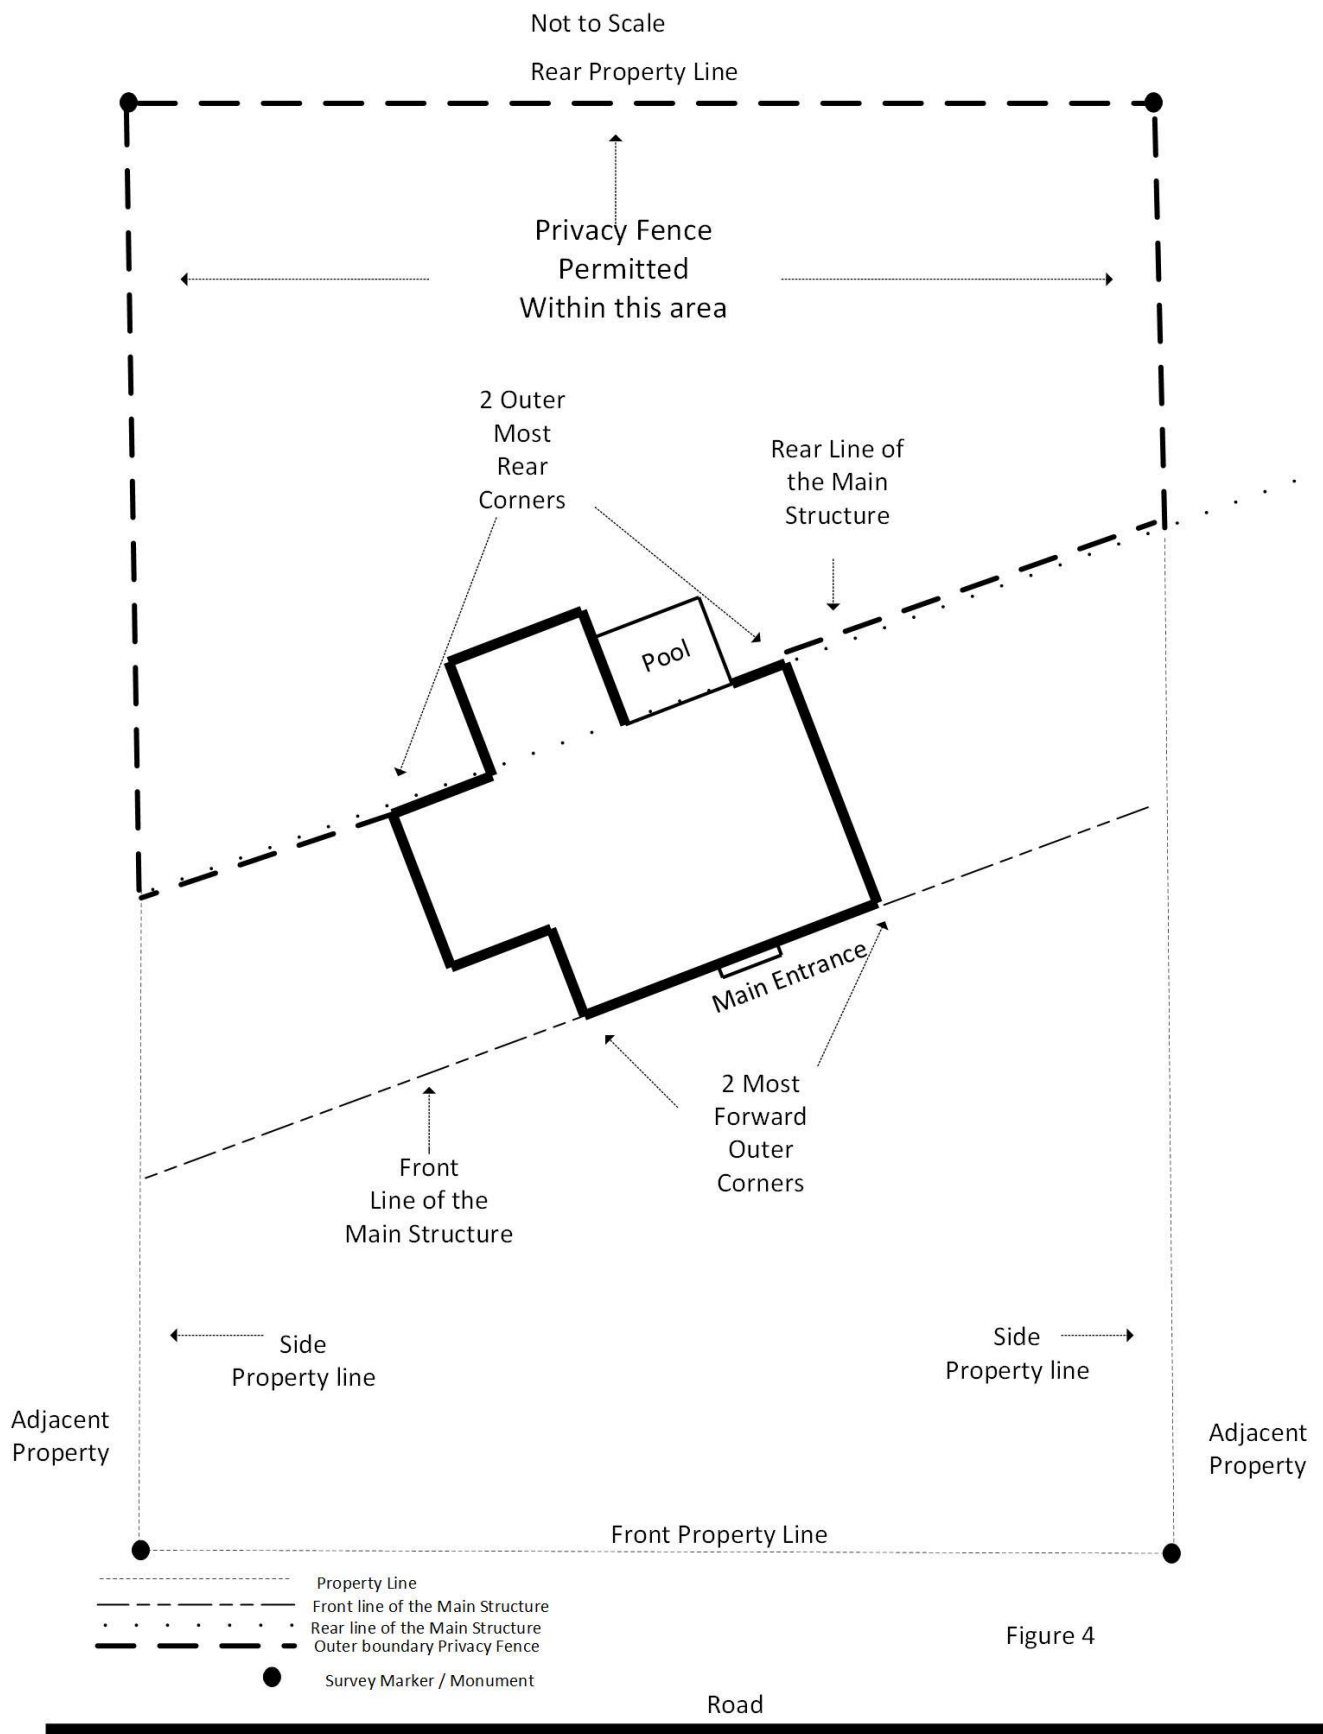 Not to Scale
Rear Property Line
Privacy Fence
Permitted
Within this area
2 Outer
Most
Rear
Corners
Rear Line of
the Main
Structure
Pool
Main Entrance
2 Most
Forward
Outer
Corners
Front
Line of the
Main Structure
Side
Property line
Side
Property line
Adjacent
Property
Adjacent
Property
Front Property Line
Property Line
Front line of the Main Structure
Rear line of the Main Structure
Outer boundary Privacy Fence
Survey Marker / Monument
Figure 4
Road